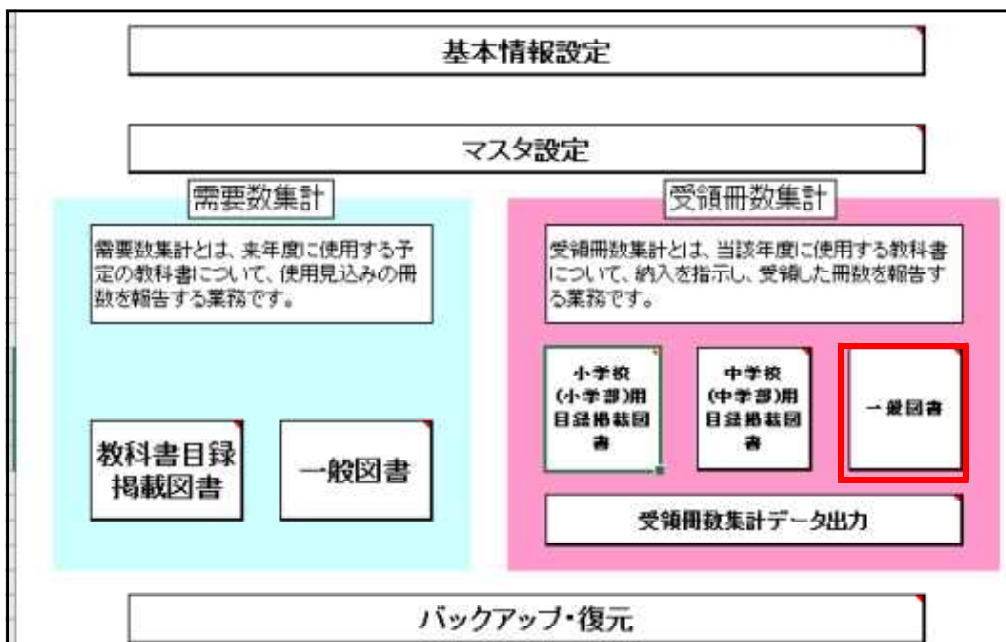 基本情報設定
マスタ設定
需要数集計
需要数集計とは、来年度に使用する予
定の教科書について、使用見込みの冊
数を報告する業務です。
教科書目録
掲載図書
一般図書
受領冊数集計
受領冊数集計とは、当該年度に使用する教科書
について、納入を指示し、受領した冊数を報告す
る業務です。
小学校
(小学部)用
目録掲載図
書
中学校
(中学部)用
目録掲載図
書
一般図書
受領冊数集計データ出力
バックアップ・復元